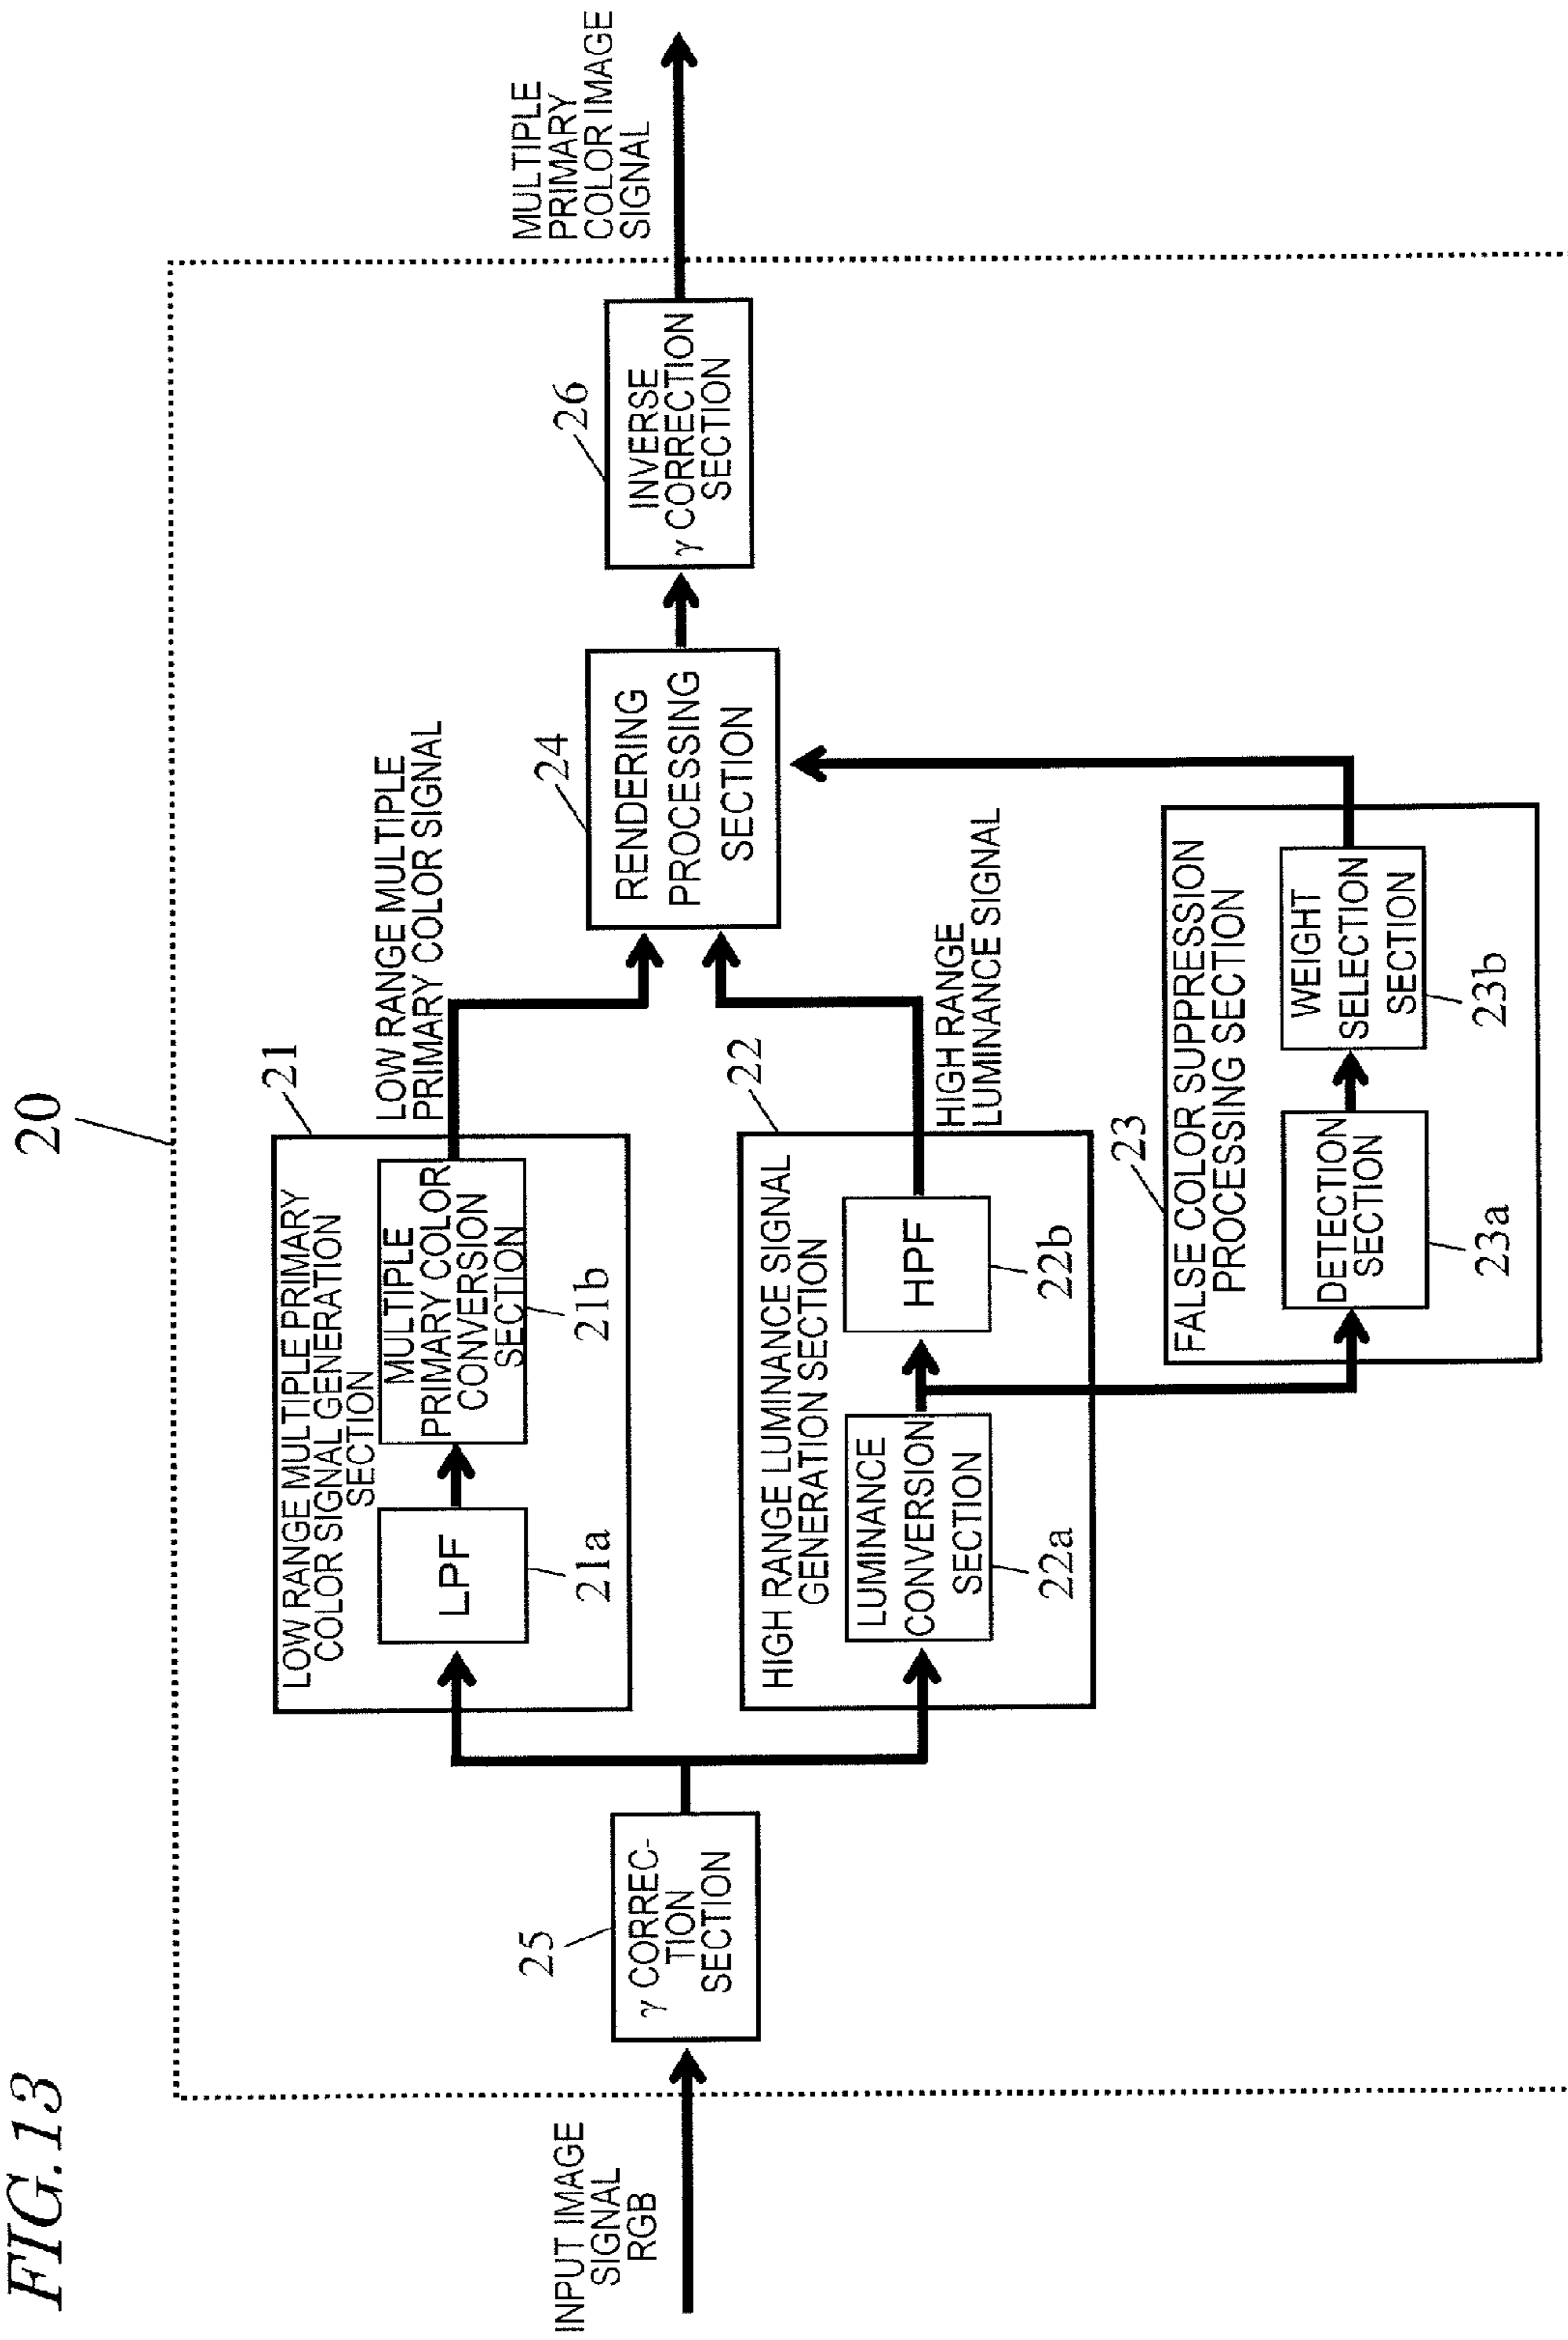 FIG.13
20
INPUT IMAGE
SIGNAL
RGB
25
γ CORREC-
TION
SECTION
21
LOW RANGE MULTIPLE PRIMARY
COLOR SIGNAL GENERATION
SECTION
LPF
21a
MULTIPLE
PRIMARY COLOR
CONVERSION
SECTION
21b
LOW RANGE MULTIPLE
PRIMARY COLOR SIGNAL
22
HIGH RANGE LUMINANCE SIGNAL
GENERATION SECTION
LUMINANCE
CONVERSION
SECTION
22a
HPF
22b
HIGH RANGE
LUMINANCE SIGNAL
23
FALSE COLOR SUPPRESSION
PROCESSING SECTION
DETECTION
SECTION
23a
WEIGHT
SELECTION
SECTION
23b
24
RENDERING
PROCESSING
SECTION
26
INVERSE
γ CORRECTION
SECTION
MULTIPLE
PRIMARY
COLOR IMAGE
SIGNAL